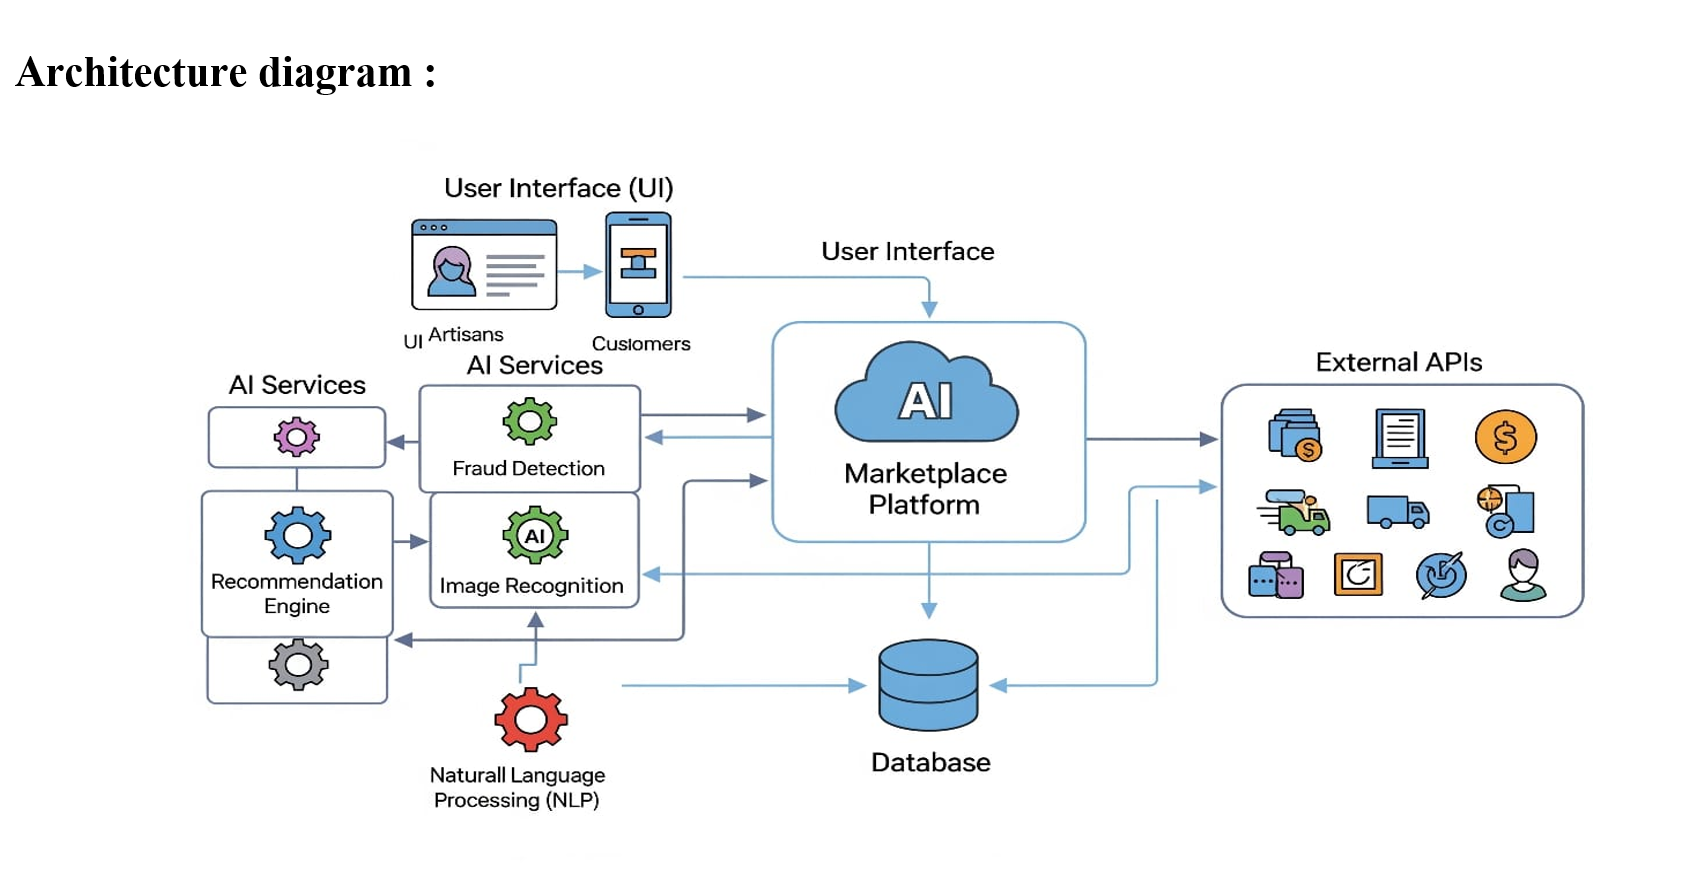 Architecture diagram :
User Interface (UI)
User Interface
UI Artisans
Cuslomers
AI Services
AI Services
External APIs
Fraud Detection
AI
Marketplace
Platform
$
$
AI
Image Recognition
Recommendation
Engine
Naturall Language
Processing (NLP)
Database